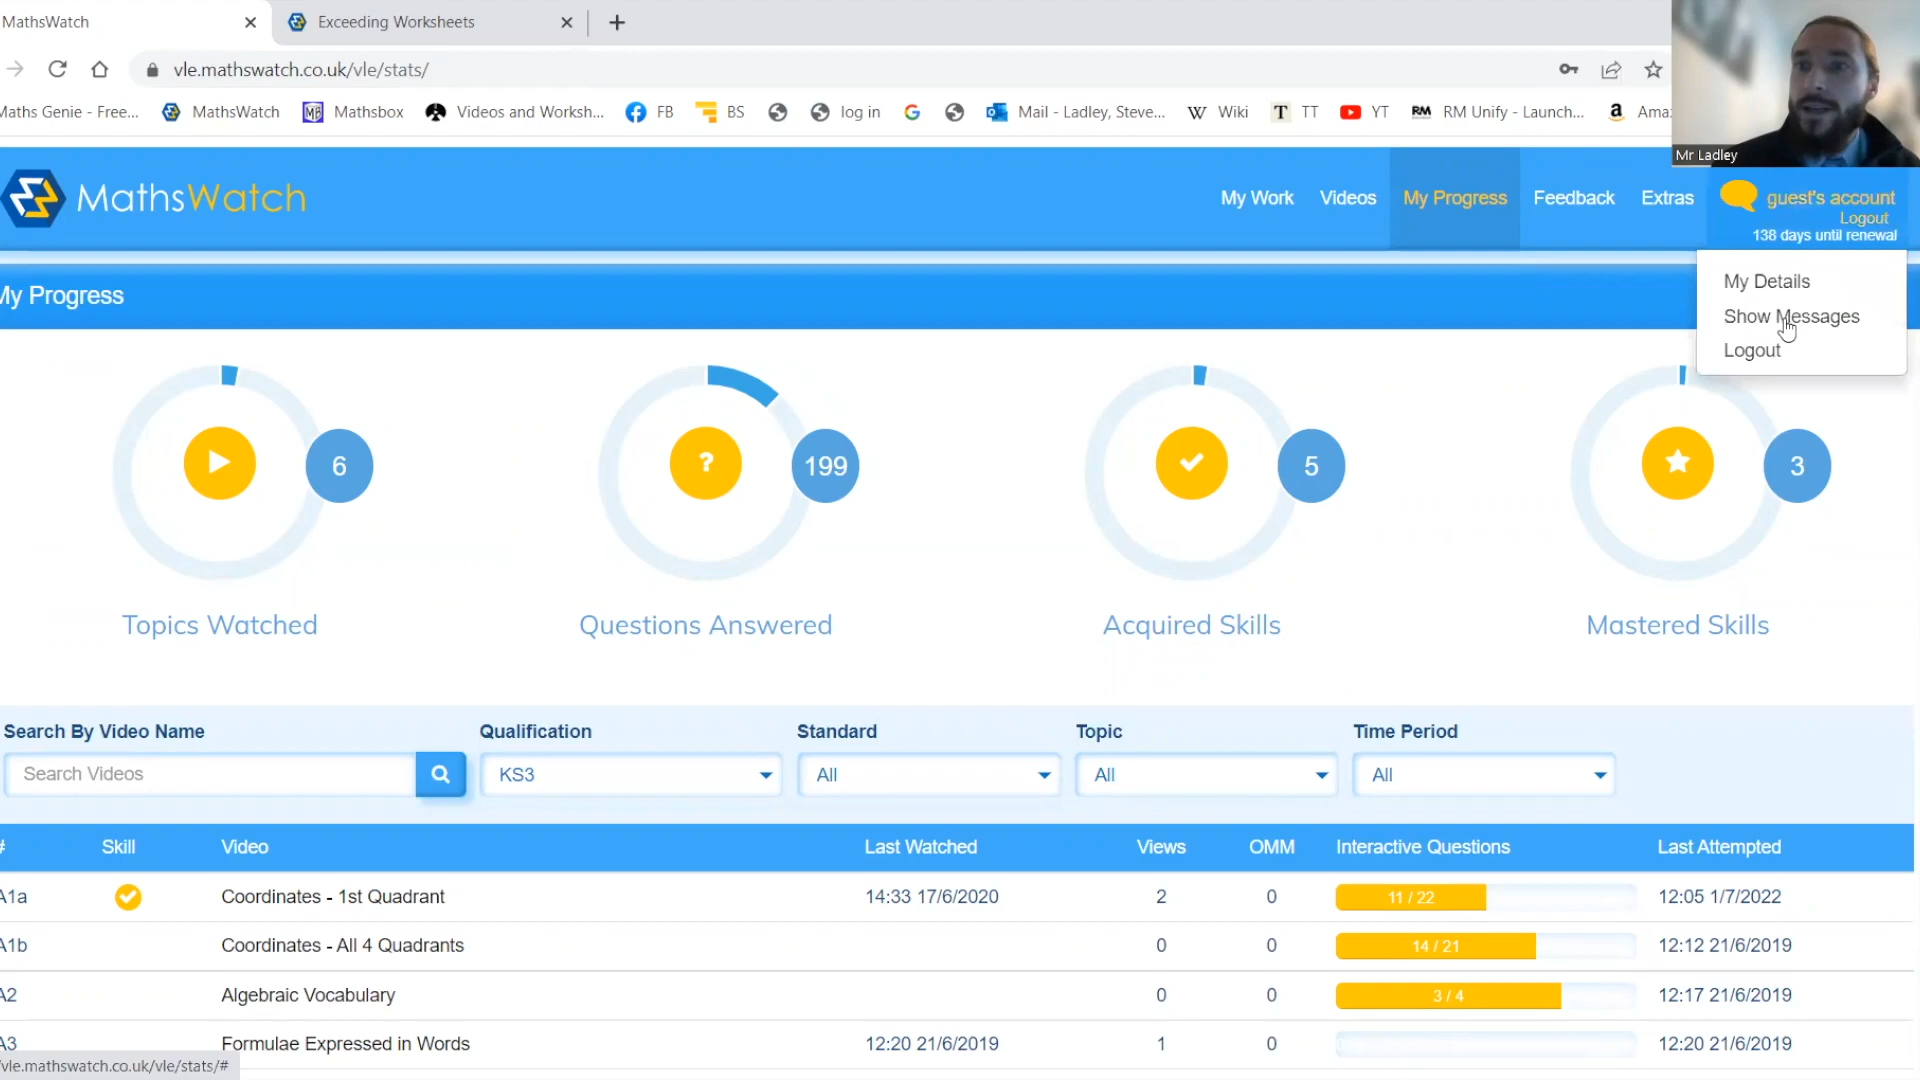 MathsWatch
Exceeding Worksheets
vle.mathswatch.co.uk/vle/stats/
Maths Genie - Free...
MathsWatch
Mathsbox
Videos and Worksh...
FB
BS
log in
Mail - Ladley, Steve...
Wiki
TT
YT
RM Unify - Launch...
Ama
Mr Ladley
MathsWatch
My Work
Videos
My Progress
Feedback
Extras
guest's account
Logout
138 days until renewal
My Details
Show Messages
Logout
My Progress
6
199
5
3
Topics Watched
Questions Answered
Acquired Skills
Mastered Skills
Search By Video Name
Qualification
Standard
Topic
Time Period
Search Videos
KS3
All
All
All
# Skill Video Last Watched Views OMM Interactive Questions Last Attempted
A1a Coordinates - 1st Quadrant 14:33 17/6/2020 2 0 11 / 22 12:05 1/7/2022
A1b Coordinates - All 4 Quadrants 0 0 14 / 21 12:12 21/6/2019
A2 Algebraic Vocabulary 0 0 3 / 4 12:17 21/6/2019
A3 Formulae Expressed in Words 12:20 21/6/2019 1 0 12:20 21/6/2019
/vle.mathswatch.co.uk/vle/stats/#